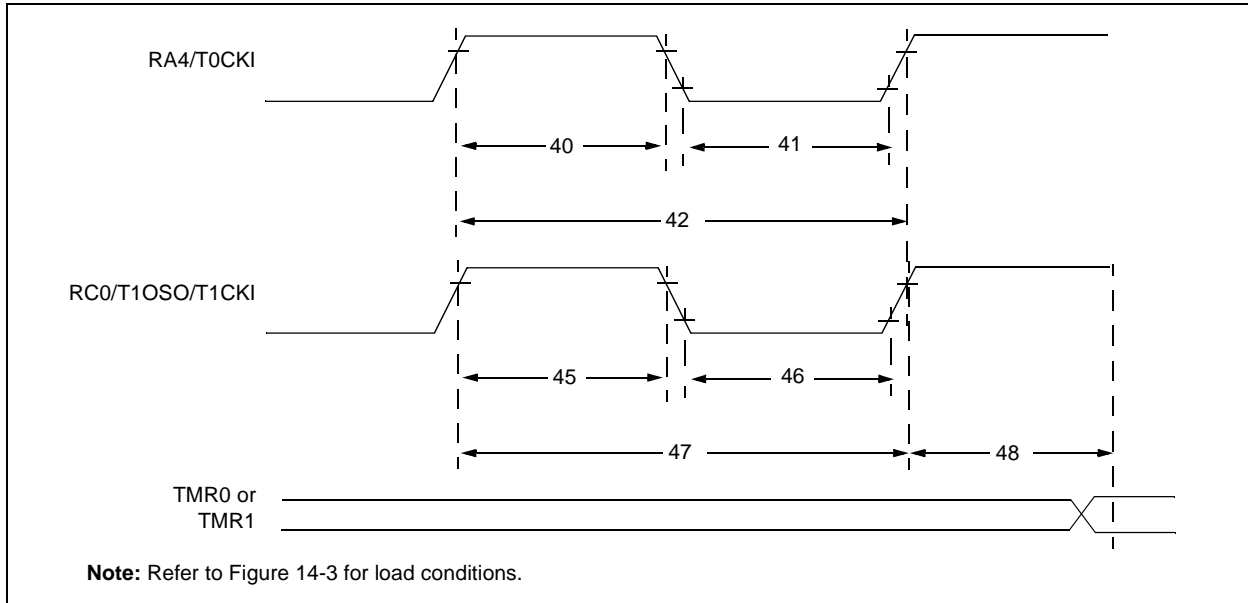 RA4/T0CKI
40
41
42
RC0/T1OSO/T1CKI
45
46
47
48
TMR0 or
TMR1
Note: Refer to Figure 14-3 for load conditions.